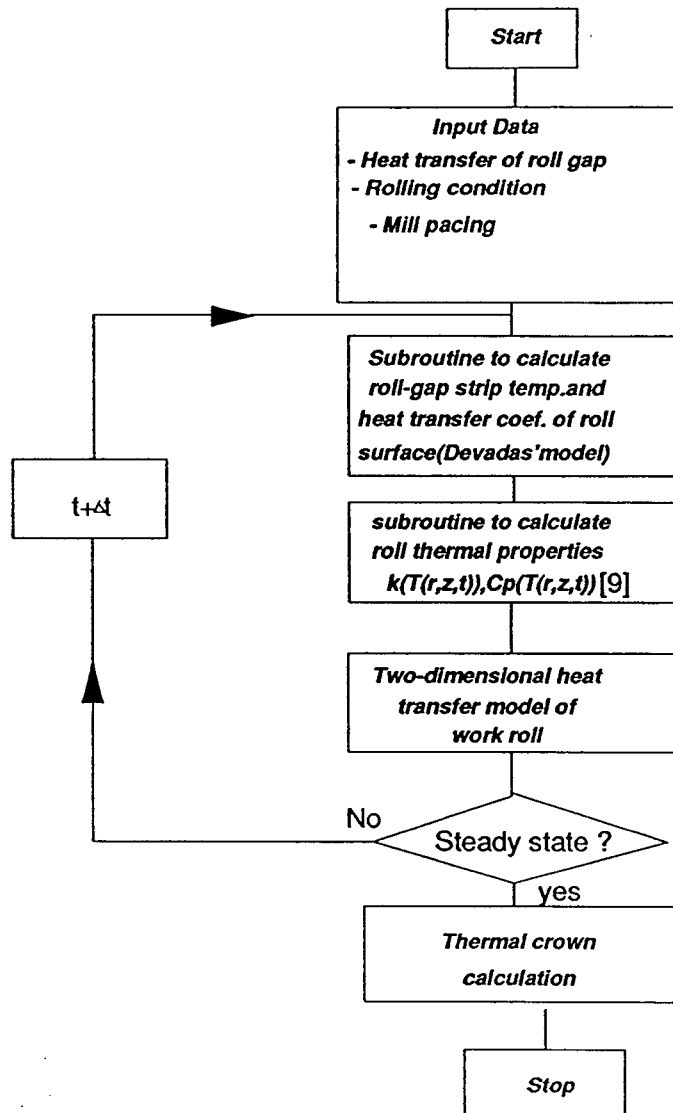 Start
Input Data
- Heat transfer of roll gap
- Rolling condition
- Mill pacing
Subroutine to calculate
roll-gap strip temp.and
heat transfer coef. of roll
surface(Devadas'model)
t+Δt
subroutine to calculate
roll thermal properties
k(T(r,z,t)),Cp(T(r,z,t))[9]
Two-dimensional heat
transfer model of
work roll
No
Steady state ?
yes
Thermal crown
calculation
Stop